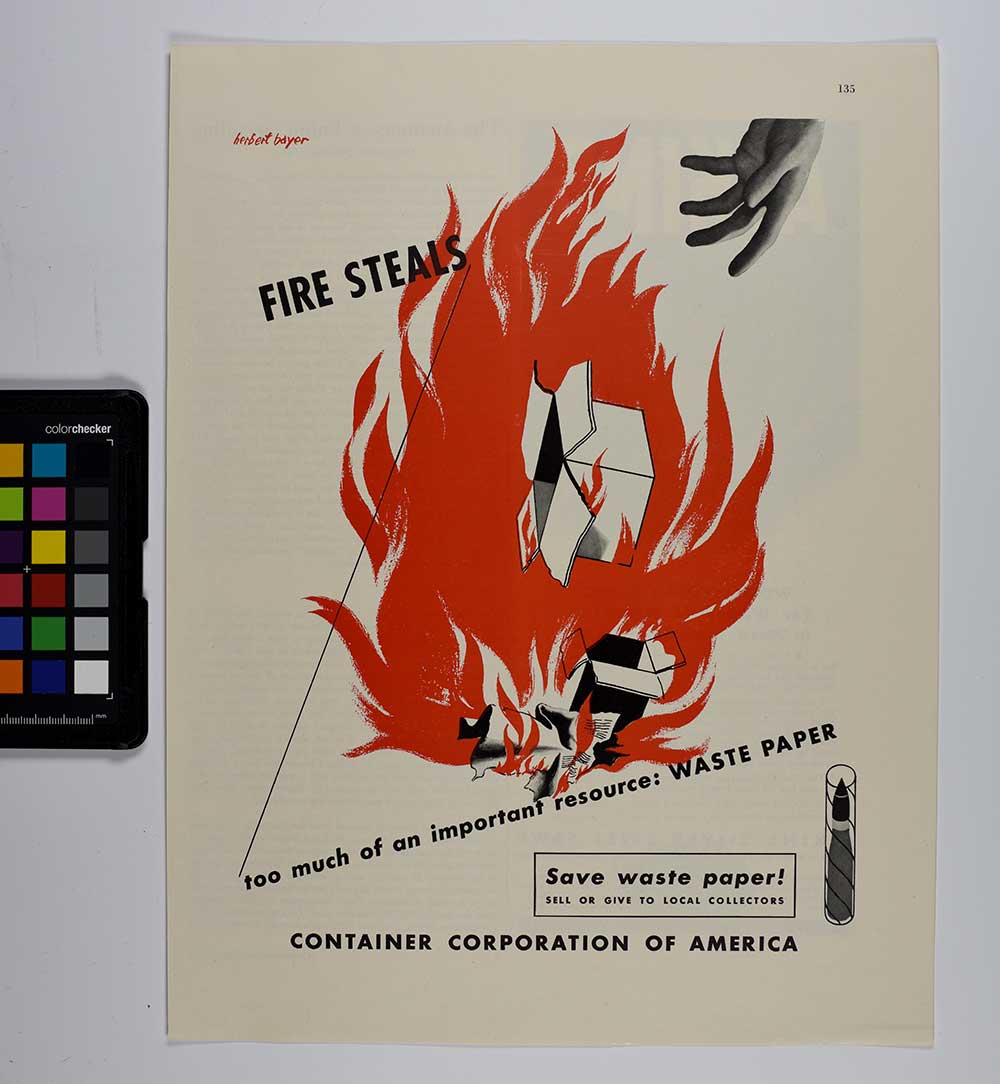 135
herbert bayer
FIRE STEALS
colorchecker
too much of an important resource: WASTE PAPER
mm
Save waste paper!
SELL OR GIVE TO LOCAL COLLECTORS
CONTAINER CORPORATION OF AMERICA